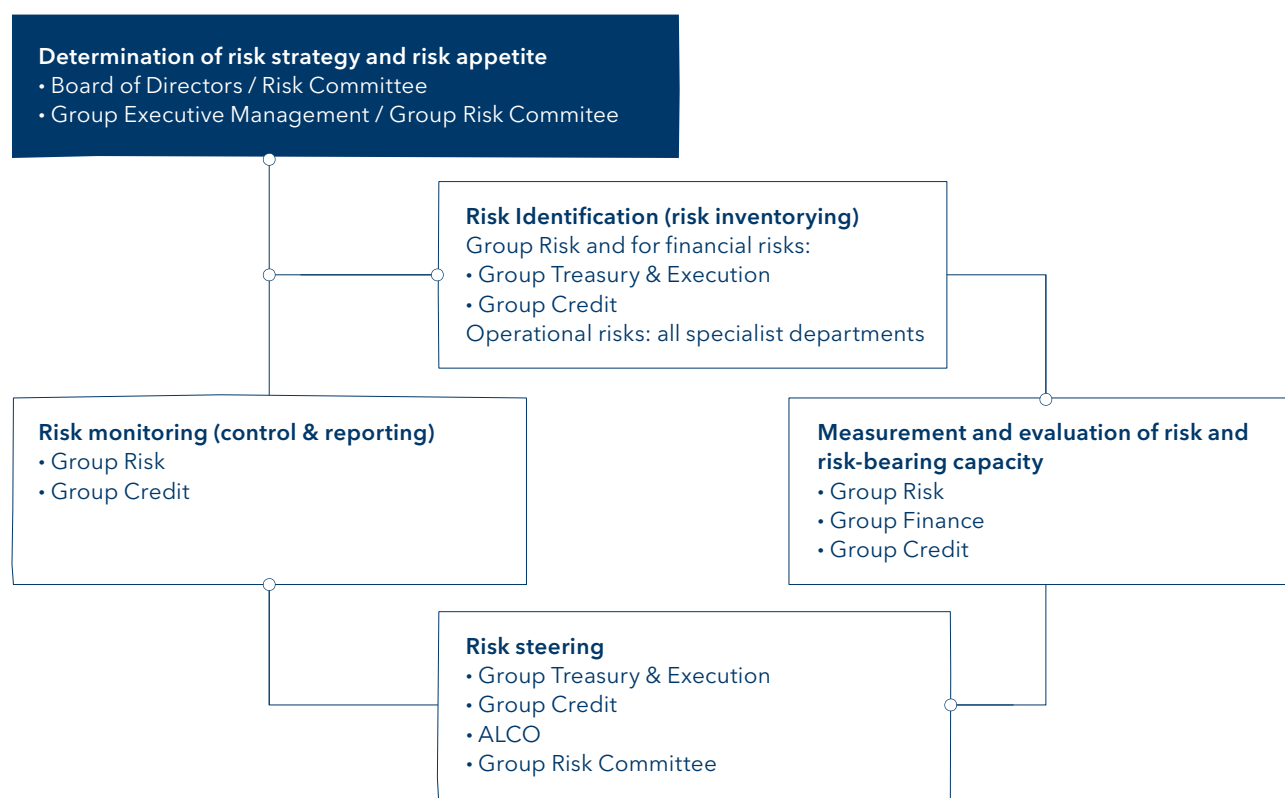 Determination of risk strategy and risk appetite
• Board of Directors / Risk Committee
• Group Executive Management / Group Risk Commitee
Risk Identification (risk inventorying)
Group Risk and for financial risks:
• Group Treasury & Execution
• Group Credit
Operational risks: all specialist departments
Risk monitoring (control & reporting)
• Group Risk
• Group Credit
Measurement and evaluation of risk and
risk-bearing capacity
• Group Risk
• Group Finance
• Group Credit
Risk steering
• Group Treasury & Execution
• Group Credit
• ALCO
• Group Risk Committee